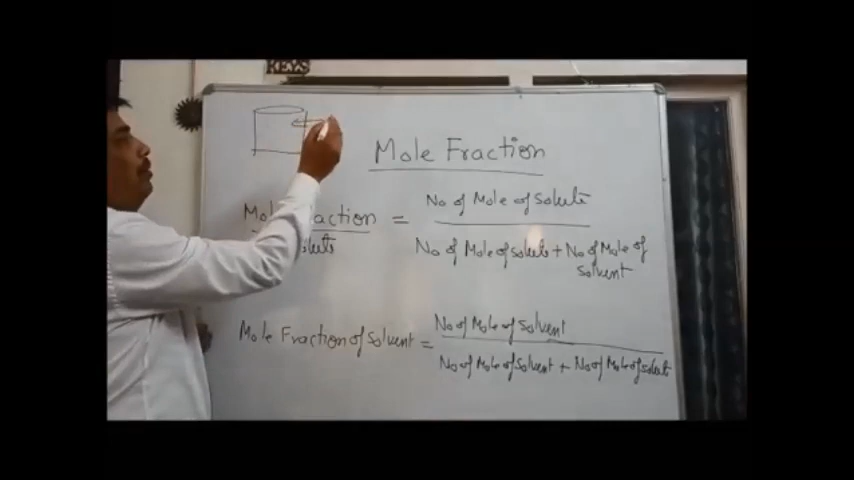 KEYS
Mole Fraction
Mole Fraction = No of Mole of Solute
No of Mole of Solute + No of Mole of
Solvent
Mole Fraction of Solvent = No of Mole of Solvent
No of Mole of Solvent + No of Mole of Solute